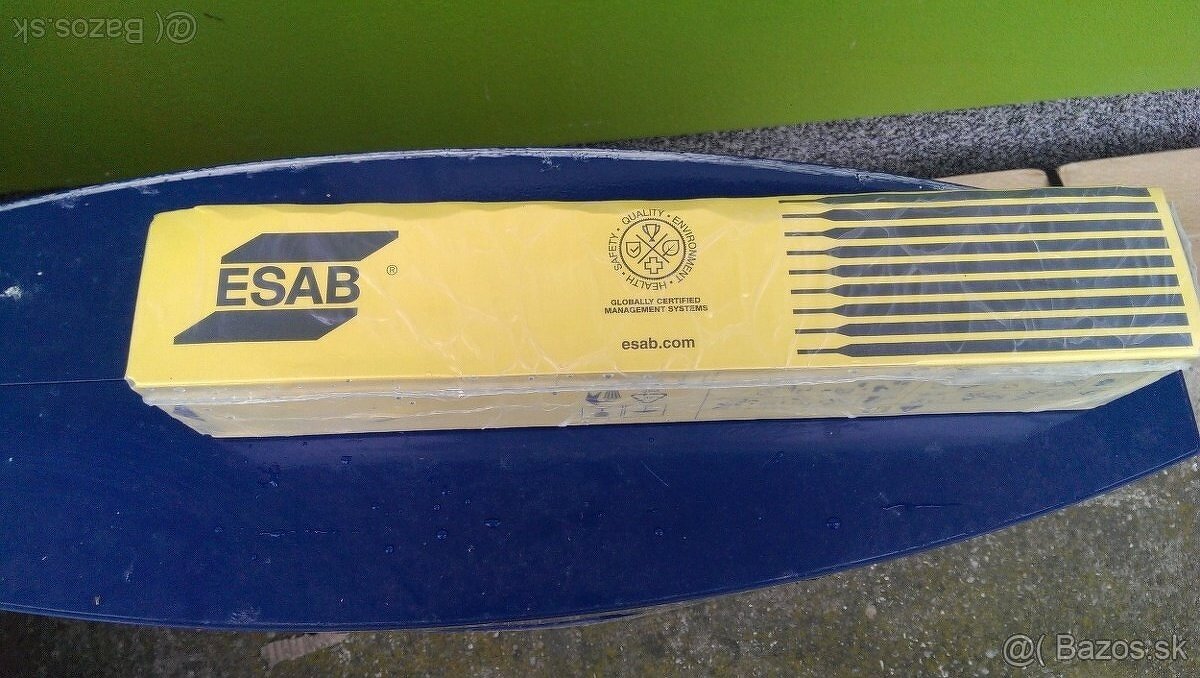 @( Bazos.sk
ESAB®
QUALITY · ENVIRONMENT · HEALTH · SAFETY ·
GLOBALLY CERTIFIED
MANAGEMENT SYSTEMS
esab.com
@( Bazos.sk